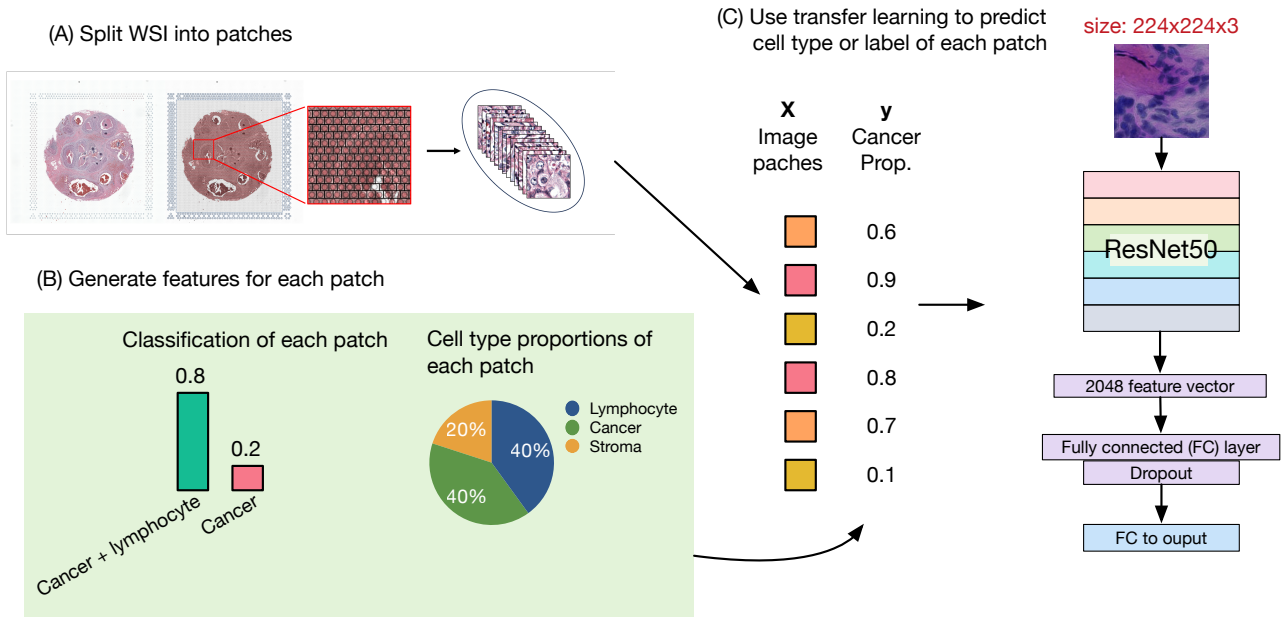 (A) Split WSI into patches
(B) Generate features for each patch
Classification of each patch
0.8
0.2
Cancer + lymphocyte
Cancer
Cell type proportions of
each patch
20%
40%
40%
Lymphocyte
Cancer
Stroma
(C) Use transfer learning to predict
cell type or label of each patch
X
Image
paches
y
Cancer
Prop.
0.6
0.9
0.2
0.8
0.7
0.1
size: 224x224x3
ResNet50
2048 feature vector
Fully connected (FC) layer
Dropout
FC to ouput